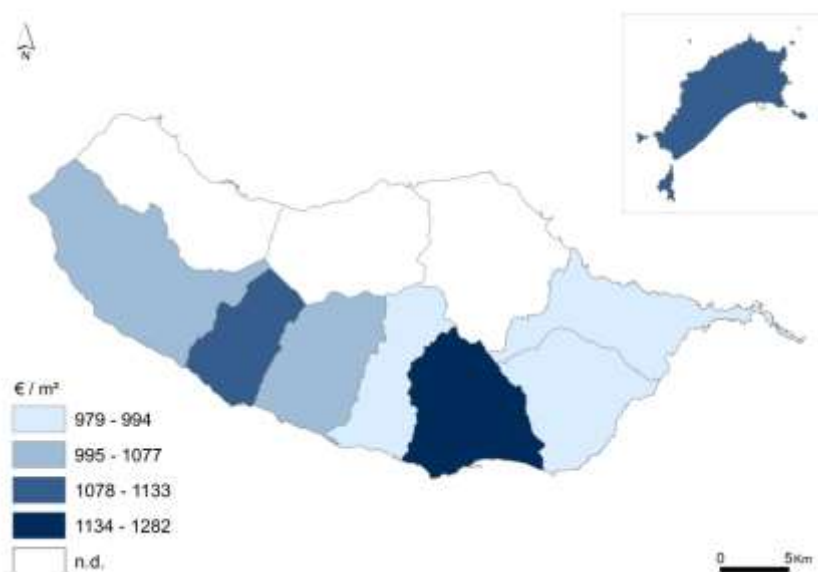 N
€ / m²
979 - 994
995 - 1077
1078 - 1133
1134 - 1282
n.d.
0 5Km